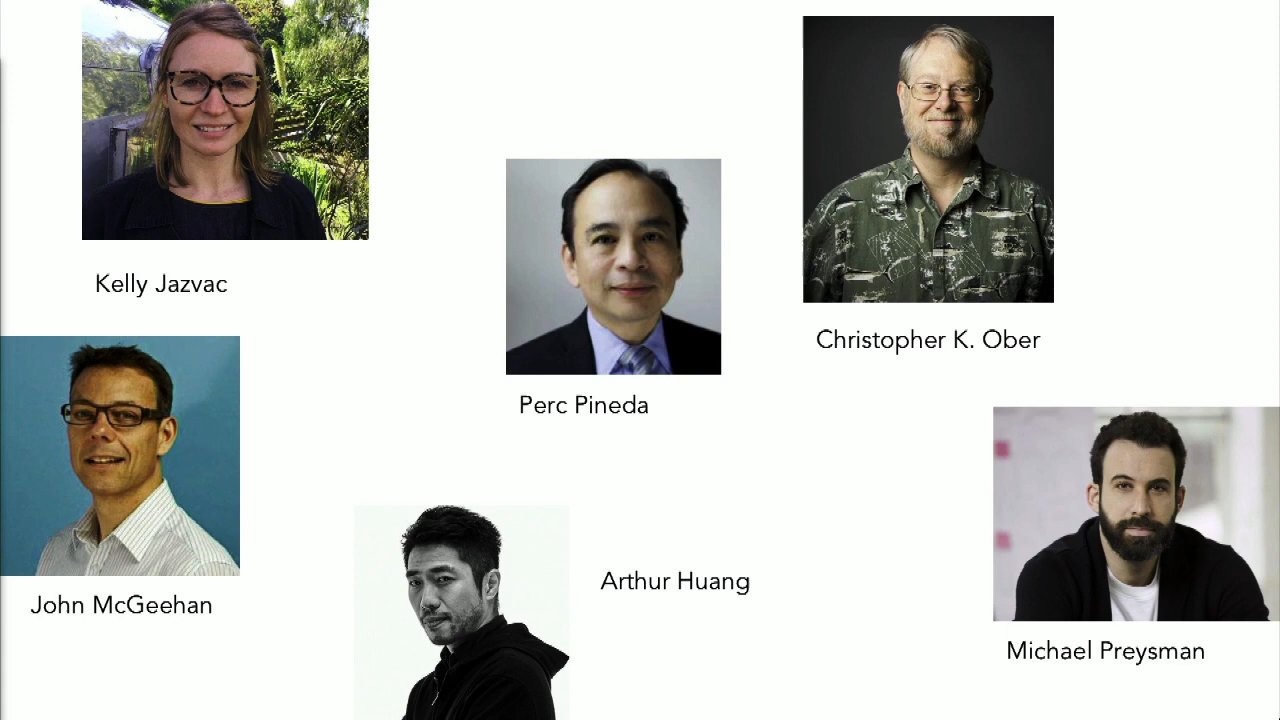 Kelly Jazvac
Christopher K. Ober
Perc Pineda
Arthur Huang
John McGeehan
Michael Preysman